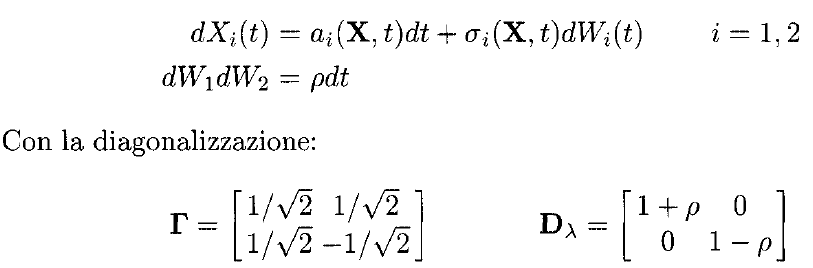 dX_i(t) = a_i(X, t)dt + σ_i(X, t)dW_i(t) i = 1, 2
dW_1dW_2 = ρdt
Con la diagonalizzazione:
Γ = [1/√2 1/√2; 1/√2 −1/√2] D_λ = [1 + ρ 0; 0 1 − ρ]